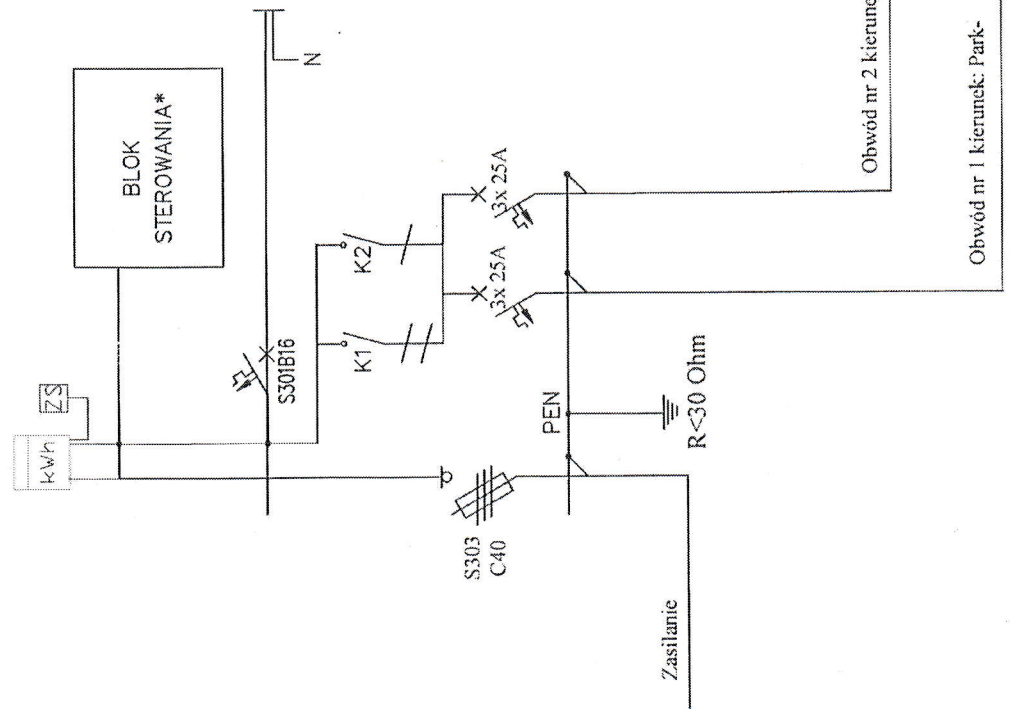 BLOK
STEROWANIA*
N
ZS
kWh
S301B16
K1
K2
3x 25A
3x 25A
S303
C40
PEN
R<30 Ohm
Zasilanie
Obwód nr 2 kierune
Obwód nr 1 kierunek: Park-